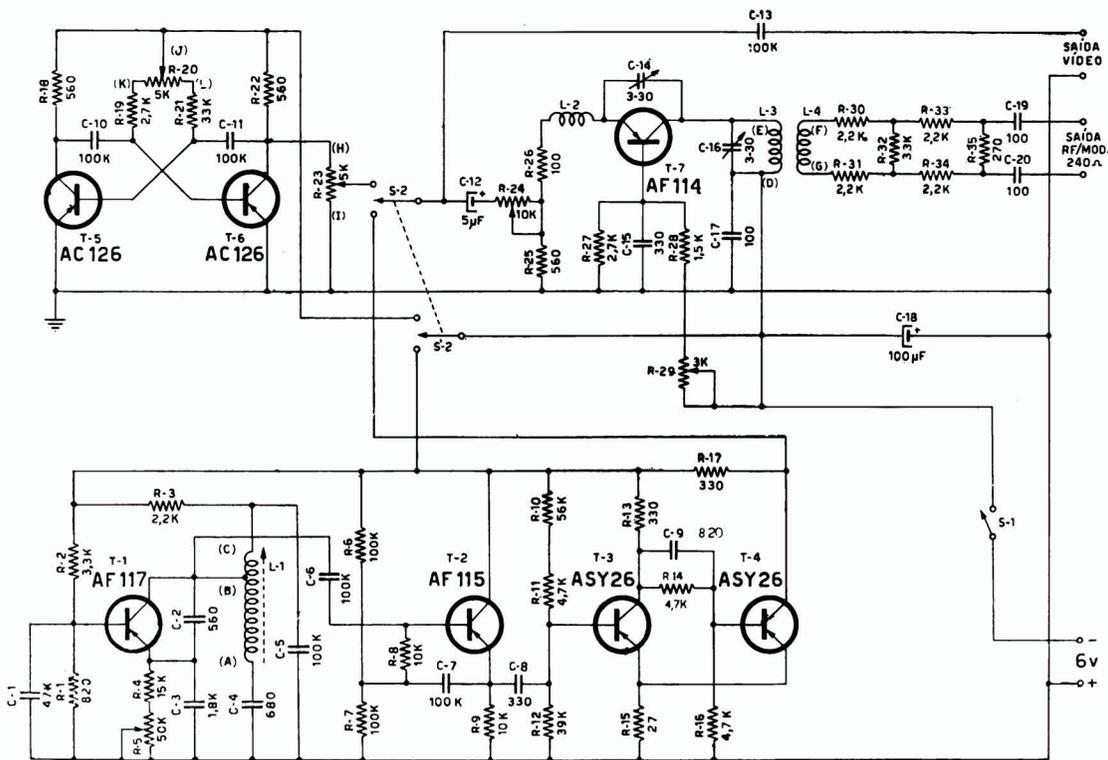 C-13
100K
SAÍDA
VÍDEO
(J)
R-20
5K
(K)
(L)
R-18
560
R-19
2,7K
R-21
33K
R-22
560
C-10
100K
C-11
100K
T-5
AC126
T-6
AC126
(H)
R-23
5K
(I)
S-2
C-12
5µF
R-24
10K
R-25
560
R-26
100
L-2
C-14
3-30
T-7
AF114
R-27
2,7K
C-15
330
R-28
1,5K
C-16
3-30
C-17
100
L-3
(E)
(D)
L-4
(F)
(G)
R-30
2,2K
R-31
2,2K
R-32
33K
R-33
2,2K
R-34
2,2K
R-35
270
C-19
100
C-20
100
SAÍDA
RF/MOD.
240Ω
S'-2
C-18
+
100µF
R-29
3K
S-1
R-17
330
R-3
2,2K
R-2
3,3K
T-1
AF117
C-1
47K
R-1
820
R-4
15K
R-5
50K
C-2
560
C-3
1,8K
(C)
(B)
(A)
L-1
C-4
680
C-5
100K
C-6
100K
R-6
100K
R-7
100K
R-8
10K
C-7
100K
T-2
AF115
R-9
10K
C-8
330
R-10
56K
R-11
4,7K
R-12
39K
T-3
ASY26
R-13
330
C-9
820
R14
4,7K
R-15
27
R-16
4,7K
T-4
ASY26
-
6v
+